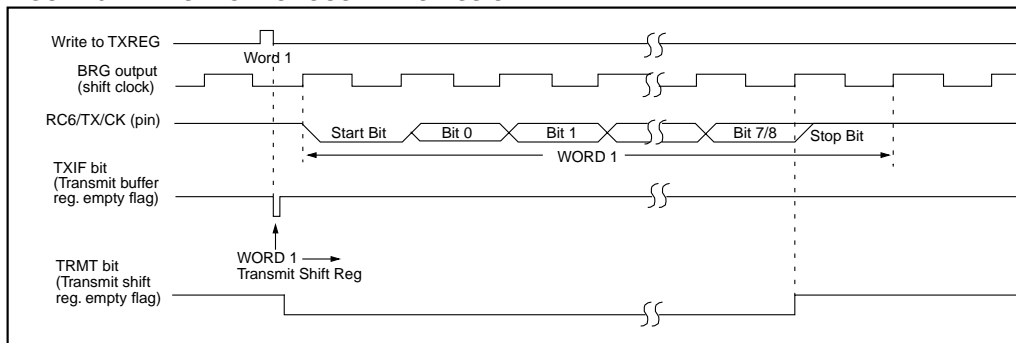 Write to TXREG
Word 1
BRG output
(shift clock)
RC6/TX/CK (pin)
Start Bit
Bit 0
Bit 1
Bit 7/8
Stop Bit
WORD 1
TXIF bit
(Transmit buffer
reg. empty flag)
WORD 1
Transmit Shift Reg
TRMT bit
(Transmit shift
reg. empty flag)